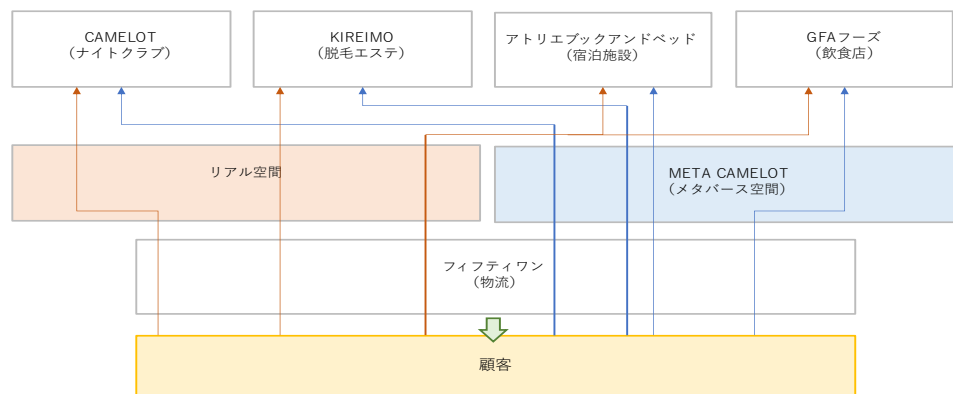 CAMELOT
（ナイトクラブ）
KIREIMO
（脱毛エステ）
アトリエブックアンドベッド
（宿泊施設）
GFAフーズ
（飲食店）
リアル空間
META CAMELOT
（メタバース空間）
フィフティワン
（物流）
顧客